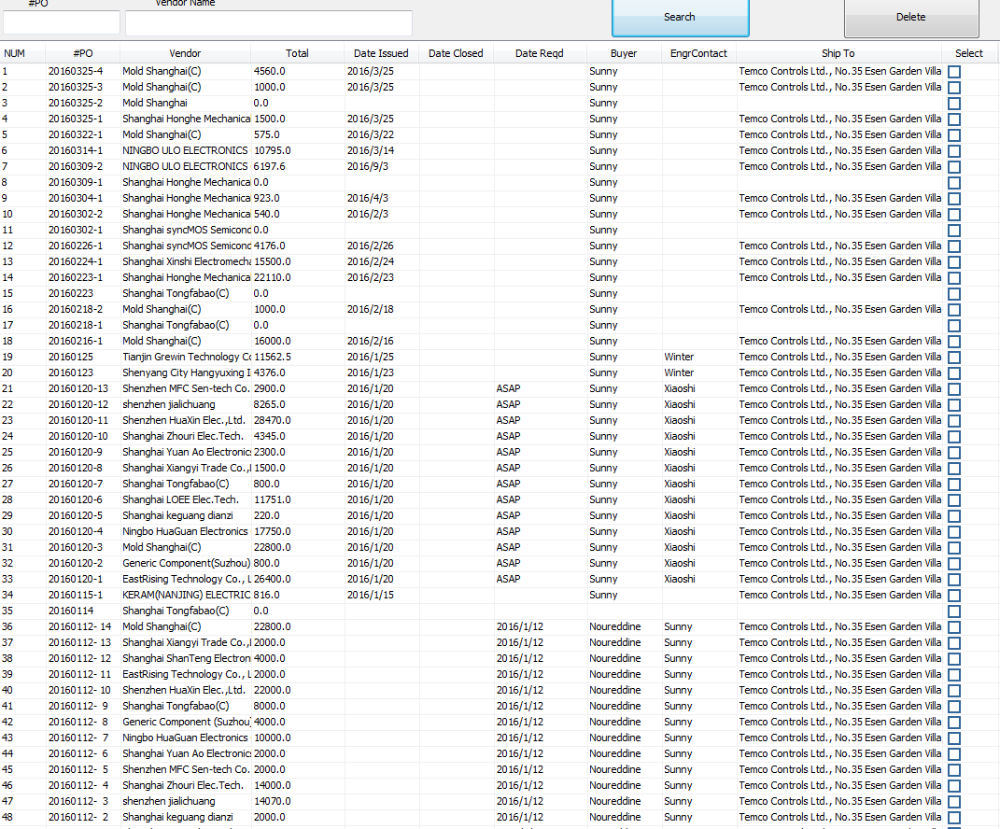 #PO Vendor Name
Search Delete
NUM #PO Vendor Total Date Issued Date Closed Date Reqd Buyer EngrContact Ship To Select
1 20160325-4 Mold Shanghai(C) 4560.0 2016/3/25 Sunny Temco Controls Ltd., No.35 Esen Garden Villa
2 20160325-3 Mold Shanghai(C) 1000.0 2016/3/25 Sunny Temco Controls Ltd., No.35 Esen Garden Villa
3 20160325-2 Mold Shanghai 0.0 Sunny
4 20160325-1 Shanghai Honghe Mechanical 1500.0 2016/3/25 Sunny Temco Controls Ltd., No.35 Esen Garden Villa
5 20160322-1 Mold Shanghai(C) 575.0 2016/3/22 Sunny Temco Controls Ltd., No.35 Esen Garden Villa
6 20160314-1 NINGBO ULO ELECTRONICS 10795.0 2016/3/14 Sunny Temco Controls Ltd., No.35 Esen Garden Villa
7 20160309-2 NINGBO ULO ELECTRONICS 6197.6 2016/9/3 Sunny Temco Controls Ltd., No.35 Esen Garden Villa
8 20160309-1 Shanghai Honghe Mechanical 0.0 Sunny
9 20160304-1 Shanghai Honghe Mechanical 923.0 2016/4/3 Sunny Temco Controls Ltd., No.35 Esen Garden Villa
10 20160302-2 Shanghai Honghe Mechanical 540.0 2016/2/3 Sunny Temco Controls Ltd., No.35 Esen Garden Villa
11 20160302-1 Shanghai syncMOS Semicond 0.0 Sunny
12 20160226-1 Shanghai syncMOS Semicond 4176.0 2016/2/26 Sunny Temco Controls Ltd., No.35 Esen Garden Villa
13 20160224-1 Shanghai Xinshi Electromecha 15500.0 2016/2/24 Sunny Temco Controls Ltd., No.35 Esen Garden Villa
14 20160223-1 Shanghai Honghe Mechanical 22110.0 2016/2/23 Sunny Temco Controls Ltd., No.35 Esen Garden Villa
15 20160223 Shanghai Tongfabao(C) 0.0 Sunny
16 20160218-2 Mold Shanghai(C) 1000.0 2016/2/18 Sunny Temco Controls Ltd., No.35 Esen Garden Villa
17 20160218-1 Shanghai Tongfabao(C) 0.0 Sunny
18 20160216-1 Mold Shanghai(C) 16000.0 2016/2/16 Sunny Temco Controls Ltd., No.35 Esen Garden Villa
19 20160125 Tianjin Grewin Technology Co 11562.5 2016/1/25 Sunny Winter Temco Controls Ltd., No.35 Esen Garden Villa
20 20160123 Shenyang City Hangyuxing I 4376.0 2016/1/23 Sunny Winter Temco Controls Ltd., No.35 Esen Garden Villa
21 20160120-13 Shenzhen MFC Sen-tech Co. 2900.0 2016/1/20 ASAP Sunny Xiaoshi Temco Controls Ltd., No.35 Esen Garden Villa
22 20160120-12 shenzhen jialichuang 8265.0 2016/1/20 ASAP Sunny Xiaoshi Temco Controls Ltd., No.35 Esen Garden Villa
23 20160120-11 Shenzhen HuaXin Elec.,Ltd. 28470.0 2016/1/20 ASAP Sunny Xiaoshi Temco Controls Ltd., No.35 Esen Garden Villa
24 20160120-10 Shanghai Zhouri Elec.Tech. 4345.0 2016/1/20 ASAP Sunny Xiaoshi Temco Controls Ltd., No.35 Esen Garden Villa
25 20160120-9 Shanghai Yuan Ao Electronic 2300.0 2016/1/20 ASAP Sunny Xiaoshi Temco Controls Ltd., No.35 Esen Garden Villa
26 20160120-8 Shanghai Xiangyi Trade Co., 1500.0 2016/1/20 ASAP Sunny Xiaoshi Temco Controls Ltd., No.35 Esen Garden Villa
27 20160120-7 Shanghai Tongfabao(C) 800.0 2016/1/20 ASAP Sunny Xiaoshi Temco Controls Ltd., No.35 Esen Garden Villa
28 20160120-6 Shanghai LOEE Elec.Tech. 11751.0 2016/1/20 ASAP Sunny Xiaoshi Temco Controls Ltd., No.35 Esen Garden Villa
29 20160120-5 Shanghai keguang dianzi 220.0 2016/1/20 ASAP Sunny Xiaoshi Temco Controls Ltd., No.35 Esen Garden Villa
30 20160120-4 Ningbo HuaGuan Electronics 17750.0 2016/1/20 ASAP Sunny Xiaoshi Temco Controls Ltd., No.35 Esen Garden Villa
31 20160120-3 Mold Shanghai(C) 22800.0 2016/1/20 ASAP Sunny Xiaoshi Temco Controls Ltd., No.35 Esen Garden Villa
32 20160120-2 Generic Component(Suzhou) 800.0 2016/1/20 ASAP Sunny Xiaoshi Temco Controls Ltd., No.35 Esen Garden Villa
33 20160120-1 EastRising Technology Co., L 26400.0 2016/1/20 ASAP Sunny Xiaoshi Temco Controls Ltd., No.35 Esen Garden Villa
34 20160115-1 KERAM(NANJING) ELECTRIC 816.0 2016/1/15 Sunny Temco Controls Ltd., No.35 Esen Garden Villa
35 20160114 Shanghai Tongfabao(C) 0.0
36 20160112- 14 Mold Shanghai(C) 22800.0 2016/1/12 Noureddine Sunny Temco Controls Ltd., No.35 Esen Garden Villa
37 20160112- 13 Shanghai Xiangyi Trade Co., 2000.0 2016/1/12 Noureddine Sunny Temco Controls Ltd., No.35 Esen Garden Villa
38 20160112- 12 Shanghai ShanTeng Electron 4000.0 2016/1/12 Noureddine Sunny Temco Controls Ltd., No.35 Esen Garden Villa
39 20160112- 11 EastRising Technology Co., L 2000.0 2016/1/12 Noureddine Sunny Temco Controls Ltd., No.35 Esen Garden Villa
40 20160112- 10 Shenzhen HuaXin Elec.,Ltd. 22000.0 2016/1/12 Noureddine Sunny Temco Controls Ltd., No.35 Esen Garden Villa
41 20160112- 9 Shanghai Tongfabao(C) 8000.0 2016/1/12 Noureddine Sunny Temco Controls Ltd., No.35 Esen Garden Villa
42 20160112- 8 Generic Component (Suzhou) 4000.0 2016/1/12 Noureddine Sunny Temco Controls Ltd., No.35 Esen Garden Villa
43 20160112- 7 Ningbo HuaGuan Electronics 10000.0 2016/1/12 Noureddine Sunny Temco Controls Ltd., No.35 Esen Garden Villa
44 20160112- 6 Shanghai Yuan Ao Electronic 2000.0 2016/1/12 Noureddine Sunny Temco Controls Ltd., No.35 Esen Garden Villa
45 20160112- 5 Shenzhen MFC Sen-tech Co. 2000.0 2016/1/12 Noureddine Sunny Temco Controls Ltd., No.35 Esen Garden Villa
46 20160112- 4 Shanghai Zhouri Elec.Tech. 14000.0 2016/1/12 Noureddine Sunny Temco Controls Ltd., No.35 Esen Garden Villa
47 20160112- 3 shenzhen jialichuang 14070.0 2016/1/12 Noureddine Sunny Temco Controls Ltd., No.35 Esen Garden Villa
48 20160112- 2 Shanghai keguang dianzi 2000.0 2016/1/12 Noureddine Sunny Temco Controls Ltd., No.35 Esen Garden Villa